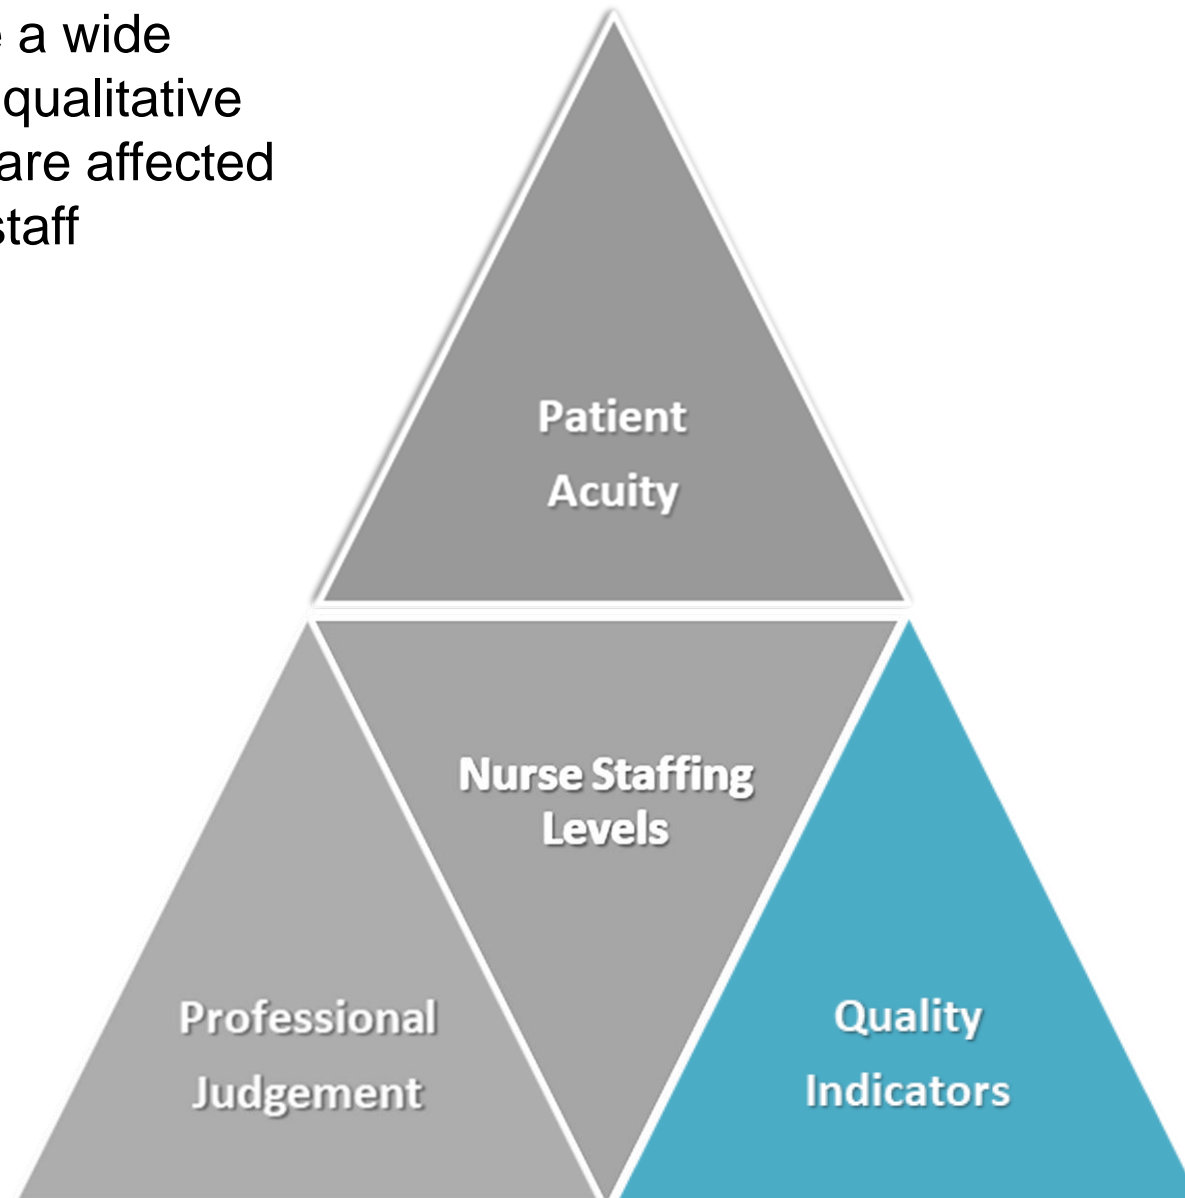 e a wide
qualitative
are affected
staff
Patient
Acuity
Nurse Staffing
Levels
Professional
Judgement
Quality
Indicators